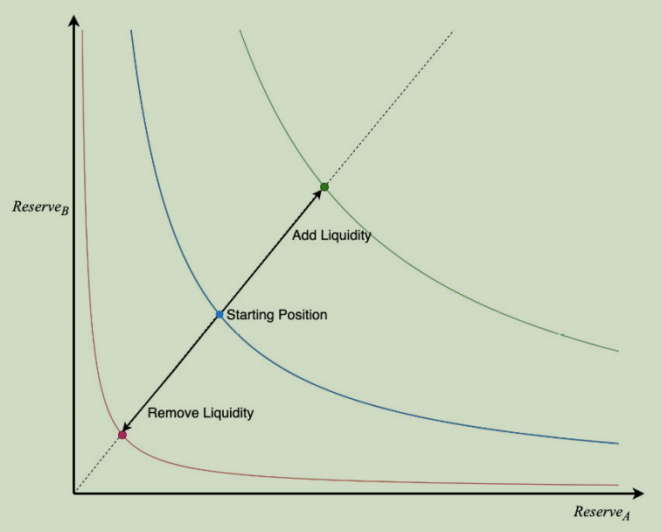 Reserve_B
Add Liquidity
Starting Position
Remove Liquidity
Reserve_A